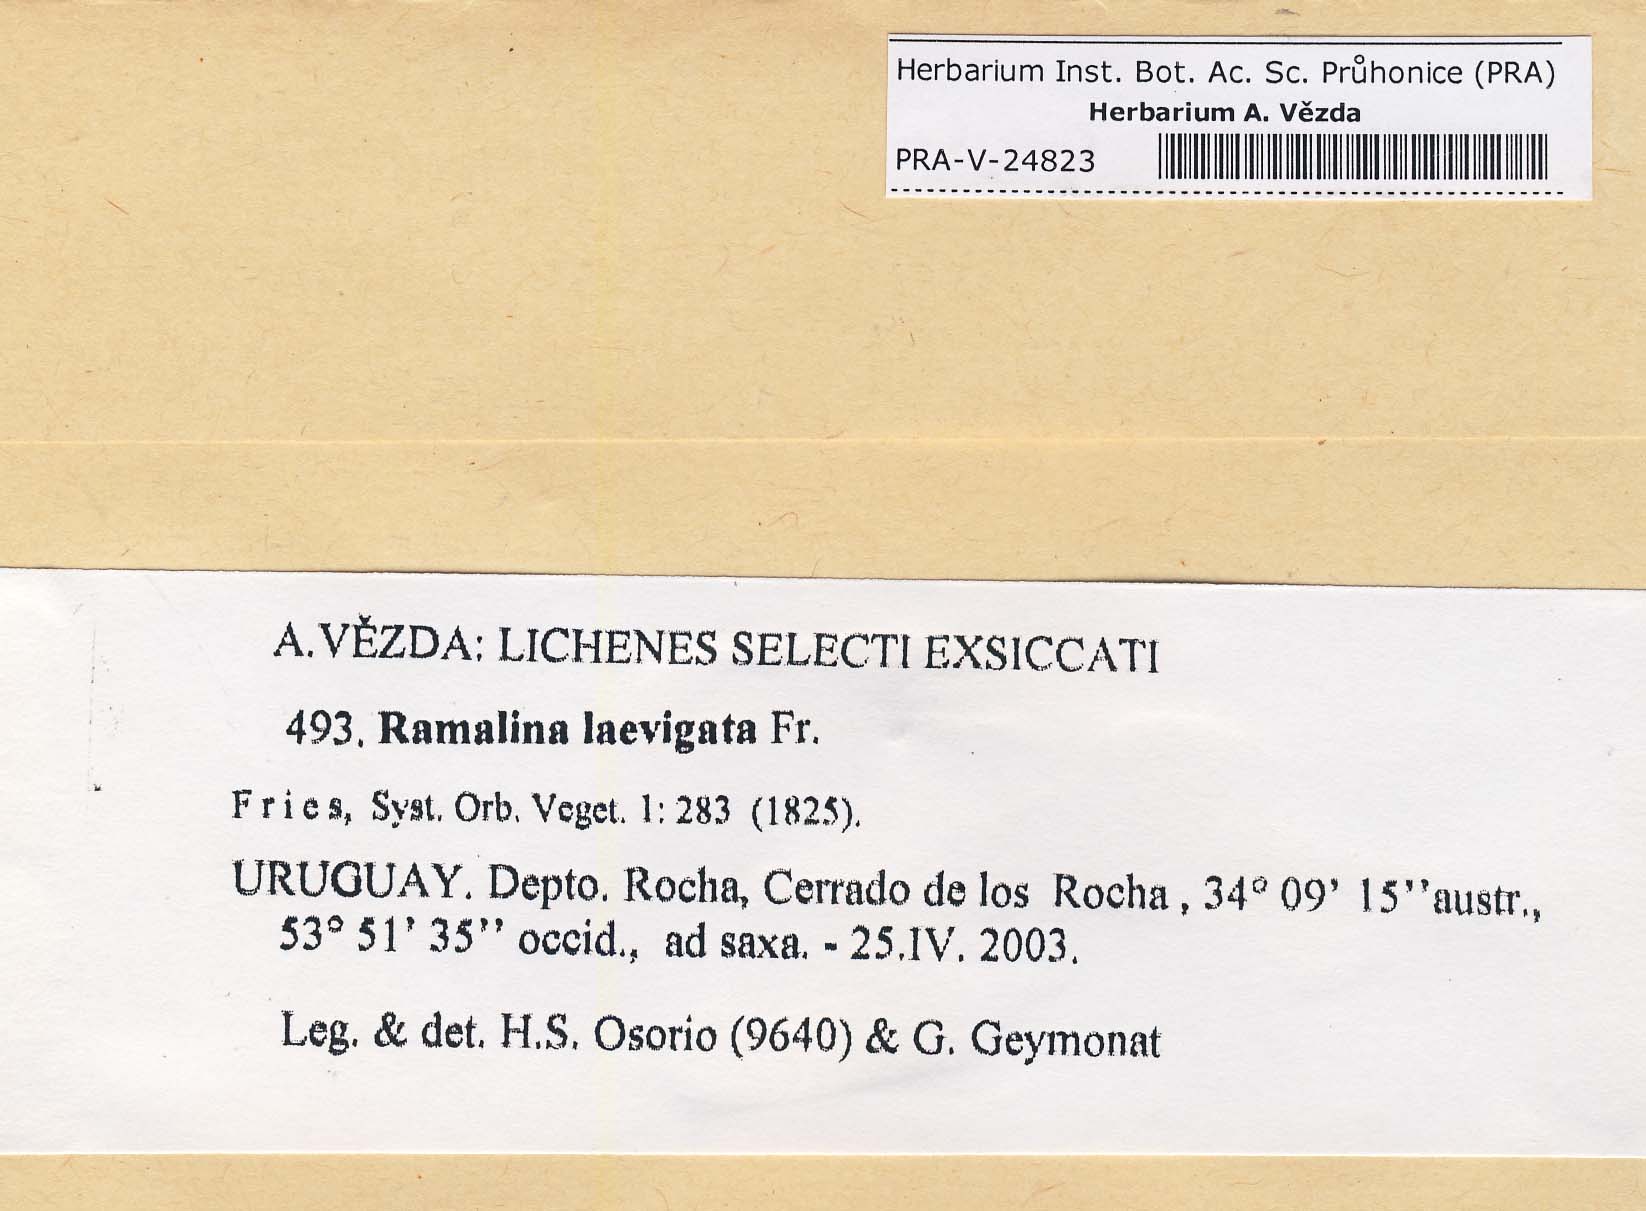 Herbarium Inst. Bot. Ac. Sc. Průhonice (PRA)
Herbarium A. Vězda
PRA-V-24823
A. VĚZDA: LICHENES SELECTI EXSICCATI
493. Ramalina laevigata Fr.
Fries, Syst. Orb. Veget. 1: 283 (1825).
URUGUAY. Depto. Rocha, Cerrado de los Rocha , 34° 09’ 15’’austr.,
53° 51’ 35’’ occid., ad saxa. - 25.IV. 2003.
Leg. & det. H.S. Osorio (9640) & G. Geymonat